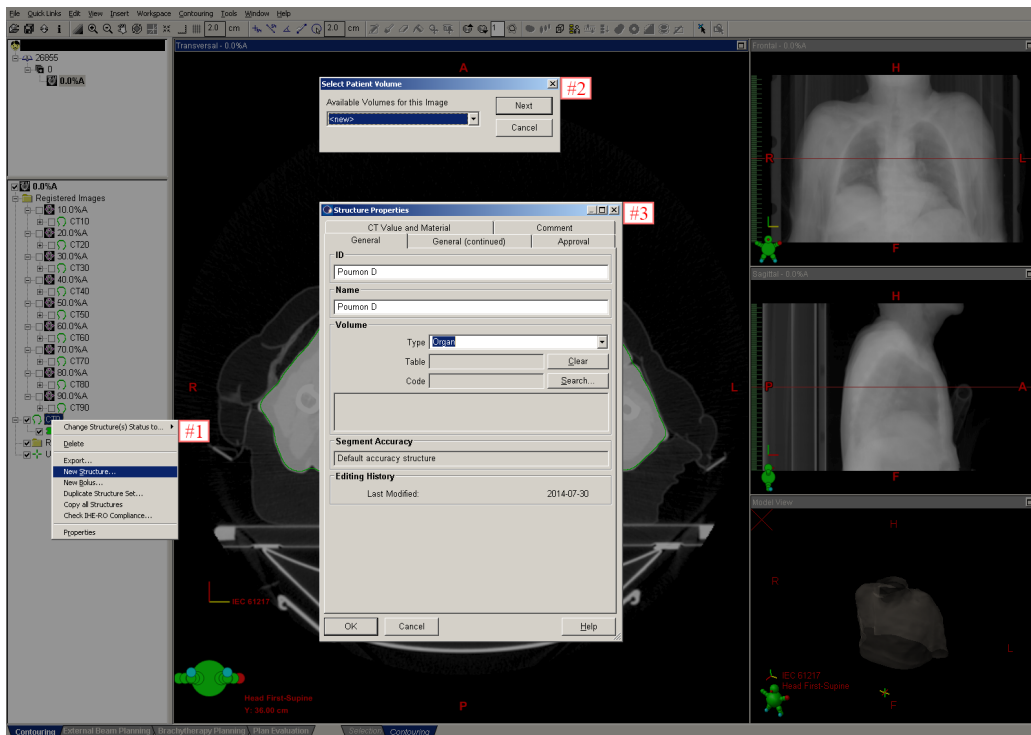 File Quick Links Edit View Insert Workspace Contouring Tools Window Help
2.0 cm 2.0 cm 1
26855
0
0.0%A
0.0%A
Registered Images
10.0%A
CT10
20.0%A
CT20
30.0%A
CT30
40.0%A
CT40
50.0%A
CT50
60.0%A
CT60
70.0%A
CT70
80.0%A
CT80
90.0%A
CT90
Change Structure(s) Status to...
Delete
Export...
New Structure...
New Bolus...
Duplicate Structure Set...
Copy all Structures
Check IHE-RO Compliance...
Properties
#1
Transversal - 0.0%A
A
R
L
P
IEC 61217
Head First-Supine
Y: 36.00 cm
Select Patient Volume
#2
Available Volumes for this Image
<new>
Next
Cancel
Structure Properties
#3
CT Value and Material Comment
General General (continued) Approval
ID
Poumon D
Name
Poumon D
Volume
Type Organ
Table Clear
Code Search...
Segment Accuracy
Default accuracy structure
Editing History
Last Modified: 2014-07-30
OK Cancel Help
Frontal - 0.0%A
H
R
L
F
Sagittal - 0.0%A
H
P
A
F
Model View
H
R
L
IEC 61217
Head First-Supine
F
Contouring External Beam Planning Brachytherapy Planning Plan Evaluation Selection Contouring